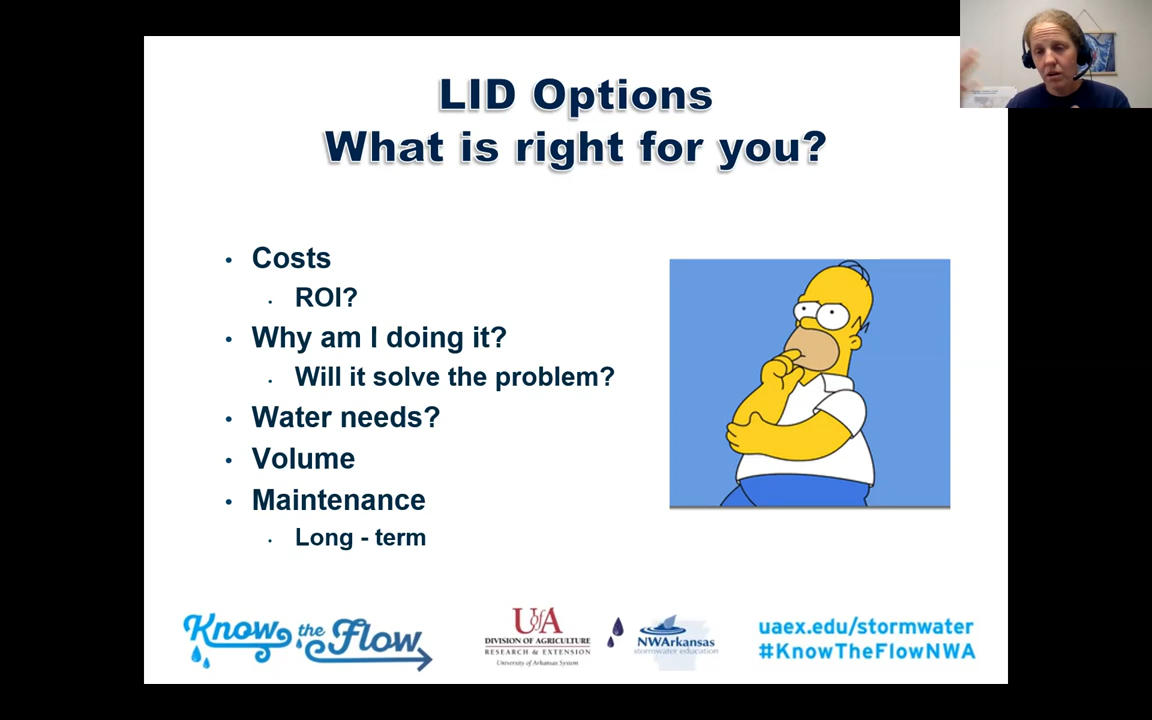 LID Options
What is right for you?
• Costs
• ROI?
• Why am I doing it?
• Will it solve the problem?
• Water needs?
• Volume
• Maintenance
• Long - term
Know the Flow
UofA
DIVISION OF AGRICULTURE
RESEARCH & EXTENSION
University of Arkansas System
NWArkansas
stormwater education
uaex.edu/stormwater
#KnowTheFlowNWA